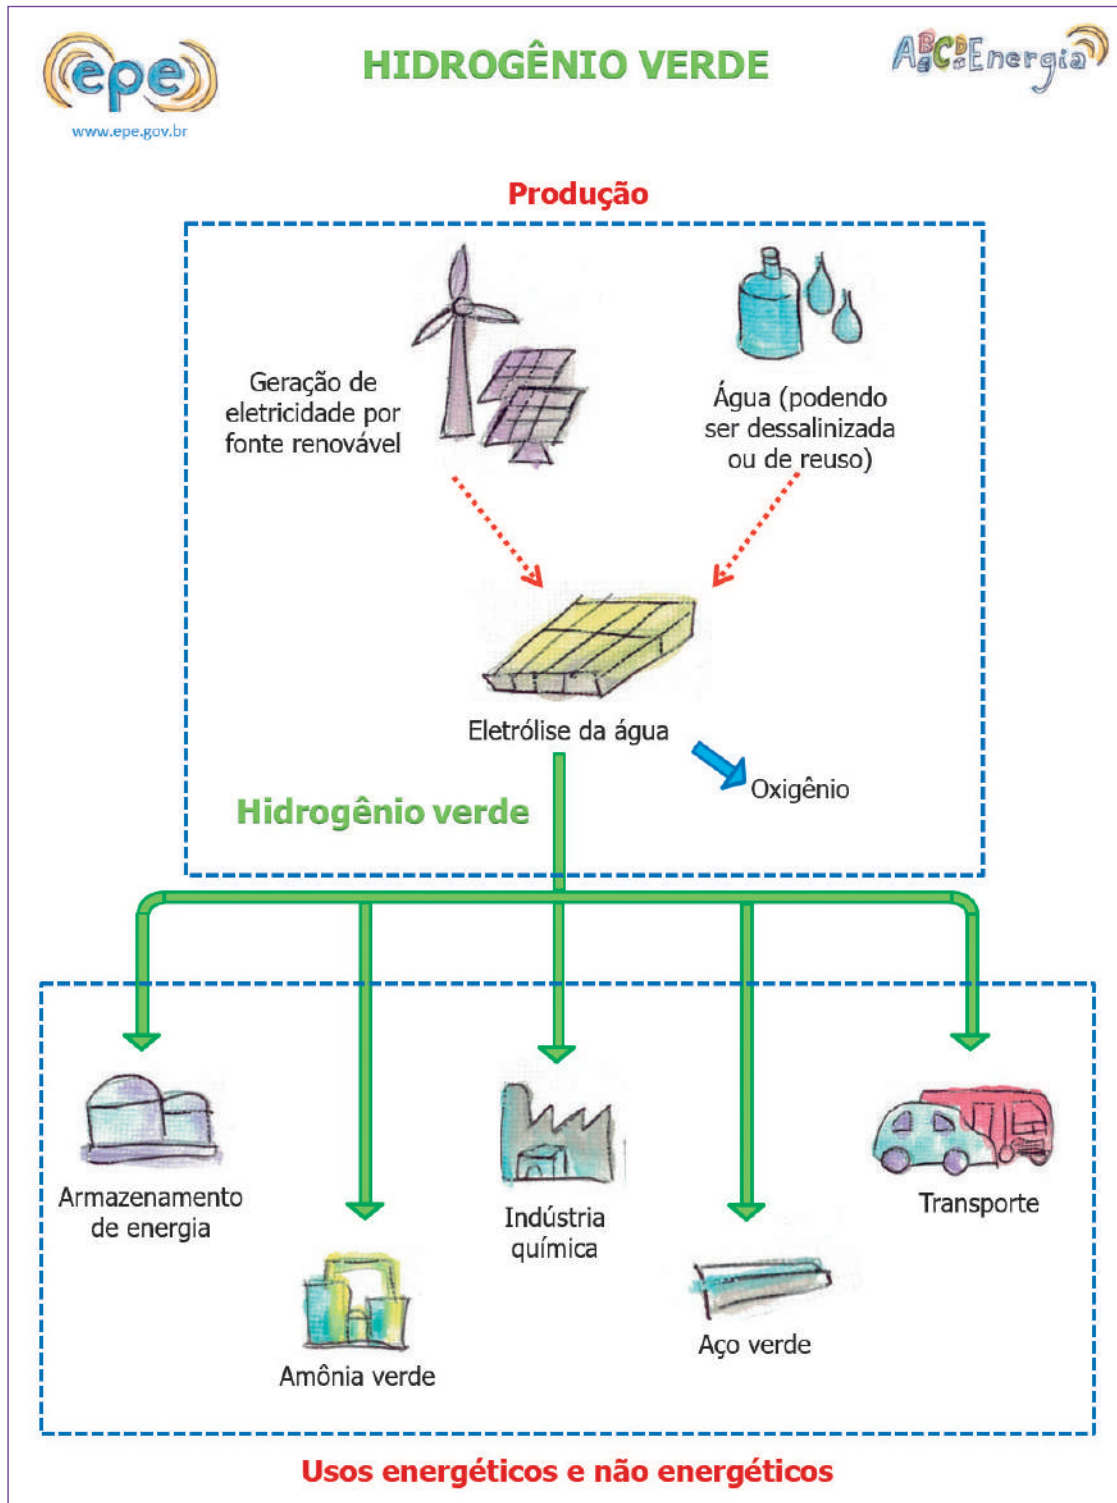 epe
www.epe.gov.br
HIDROGÊNIO VERDE
ABCDEnergia
Produção
Geração de
eletricidade por
fonte renovável
Água (podendo
ser dessalinizada
ou de reuso)
Eletrólise da água
Oxigênio
Hidrogênio verde
Armazenamento
de energia
Amônia verde
Indústria
química
Aço verde
Transporte
Usos energéticos e não energéticos